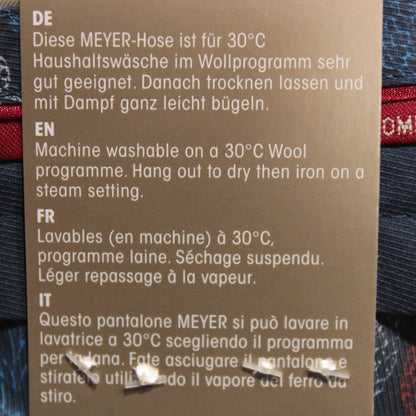 DE
Diese MEYER-Hose ist für 30°C
Haushaltswäsche im Wollprogramm sehr
gut geeignet. Danach trocknen lassen und
mit Dampf ganz leicht bügeln.
EN
Machine washable on a 30°C Wool
programme. Hang out to dry then iron on a
steam setting.
FR
Lavables (en machine) à 30°C,
programme laine. Séchage suspendu.
Léger repassage à la vapeur.
IT
Questo pantalone MEYER si può lavare in
lavatrice a 30°C scegliendo il programma
per la lana. Fate asciugare il pantalone e
stiratelo utilizzando il vapore del ferro da
stiro.